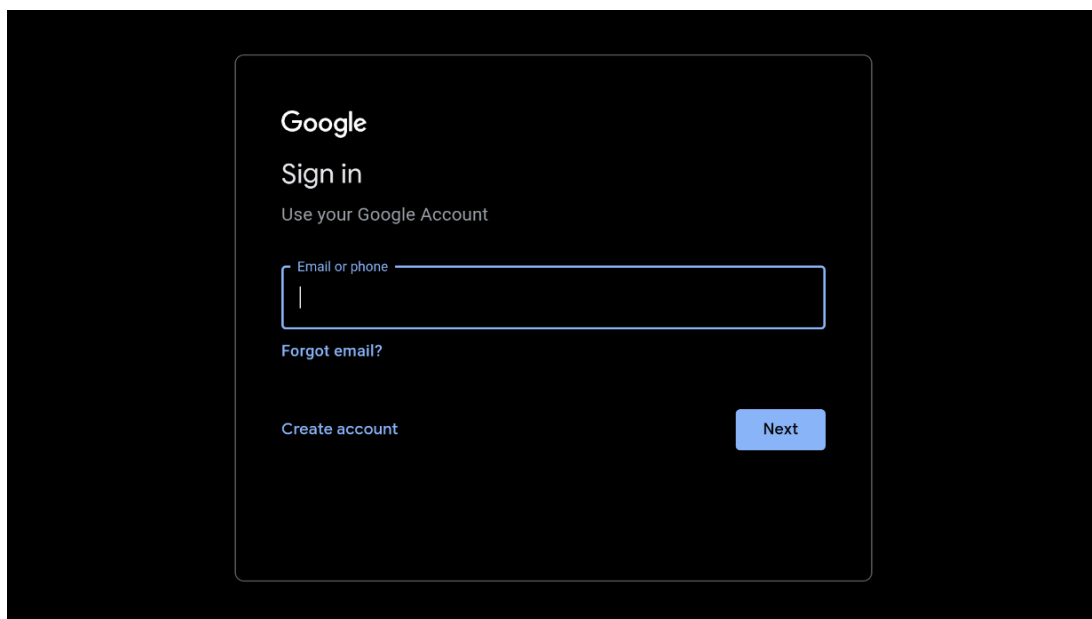 Google
Sign in
Use your Google Account
Email or phone
Forgot email?
Create account
Next